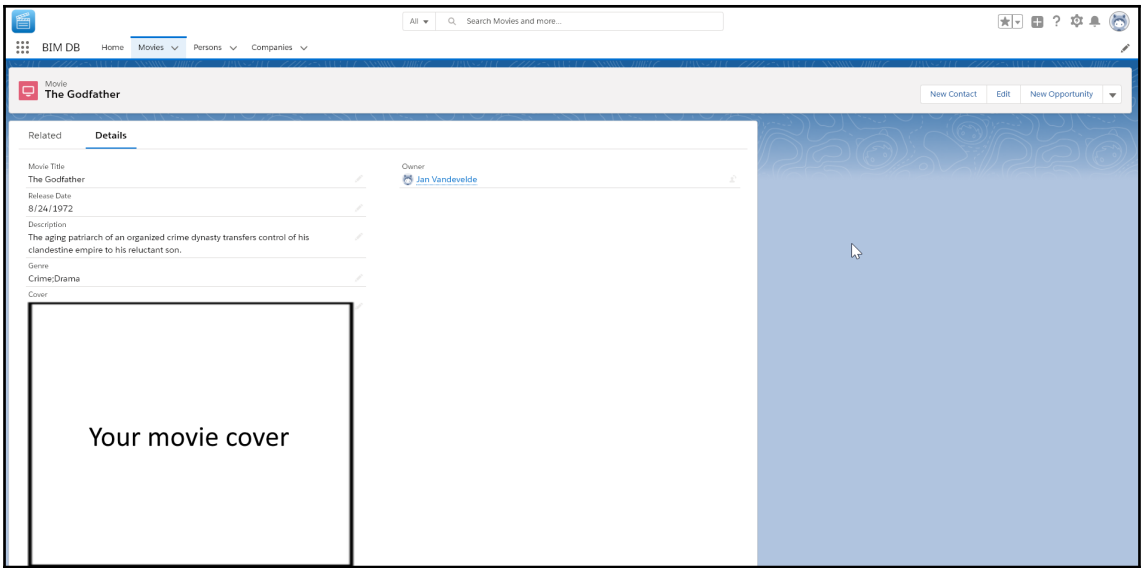 All
Search Movies and more...
BIM DB
Home
Movies
Persons
Companies
Movie
The Godfather
New Contact
Edit
New Opportunity
Related
Details
Movie Title
The Godfather
Owner
Jan Vandevelde
Release Date
8/24/1972
Description
The aging patriarch of an organized crime dynasty transfers control of his
clandestine empire to his reluctant son.
Genre
Crime;Drama
Cover
Your movie cover